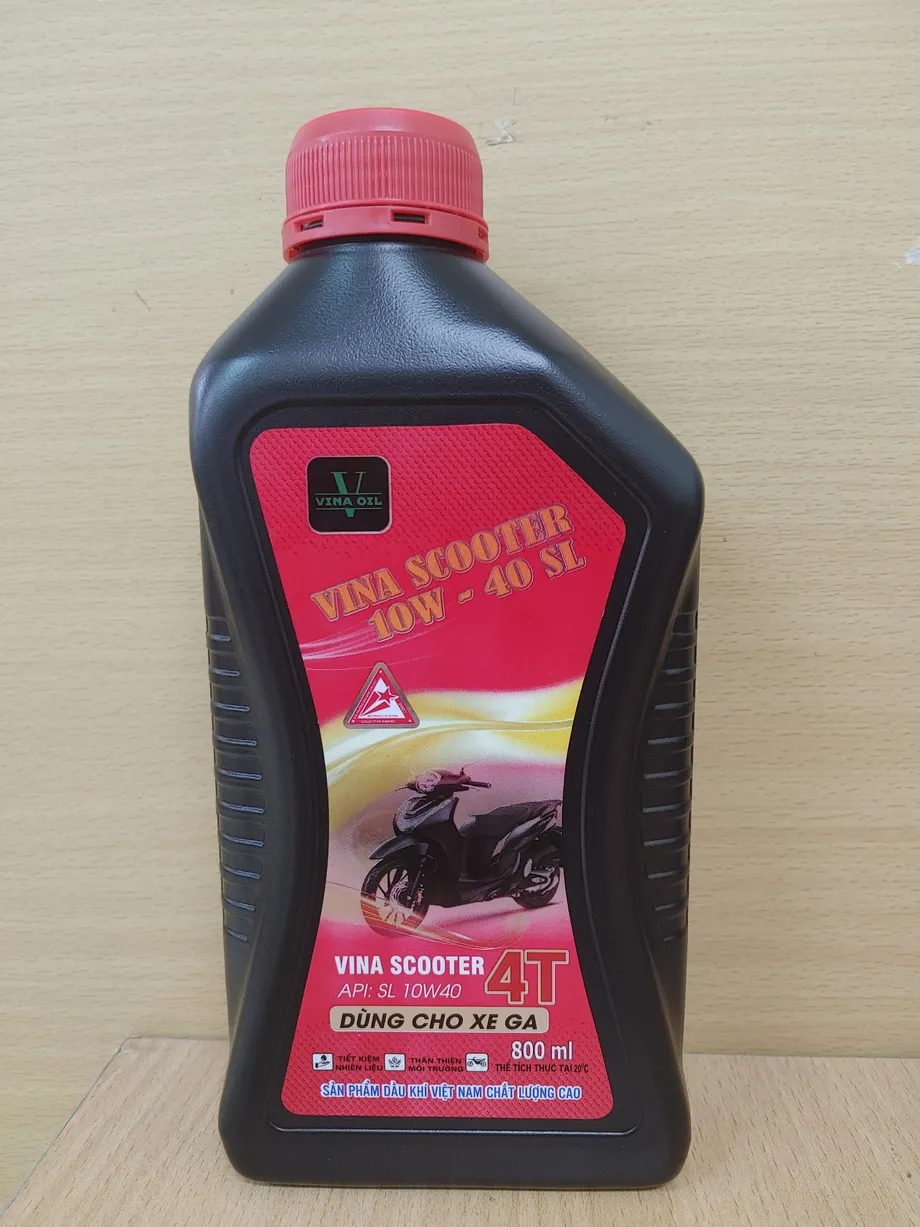 V
VINA OIL
VINA SCOOTER
10W - 40 SL
VINA SCOOTER 4T
API: SL 10W40
DÙNG CHO XE GA
800 ml
TIẾT KIỆM
NHIÊN LIỆU
THÂN THIỆN
MÔI TRƯỜNG
THỂ TÍCH THỰC TẠI 20°C
SẢN PHẨM DẦU KHÍ VIỆT NAM CHẤT LƯỢNG CAO